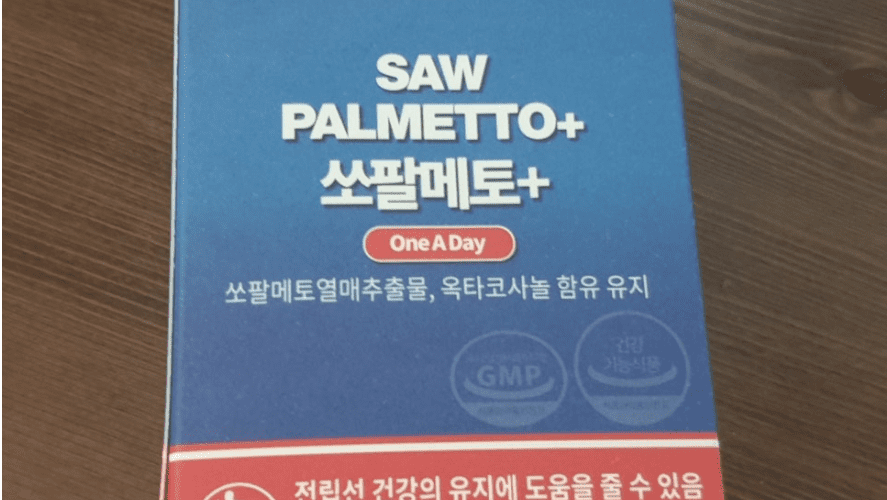 SAW
PALMETTO+
쏘팔메토+
One A Day
쏘팔메토열매추출물, 옥타코사놀 함유 유지
GMP
건강
기능식품
전립선 건강의 유지에 도움을 줄 수 있음